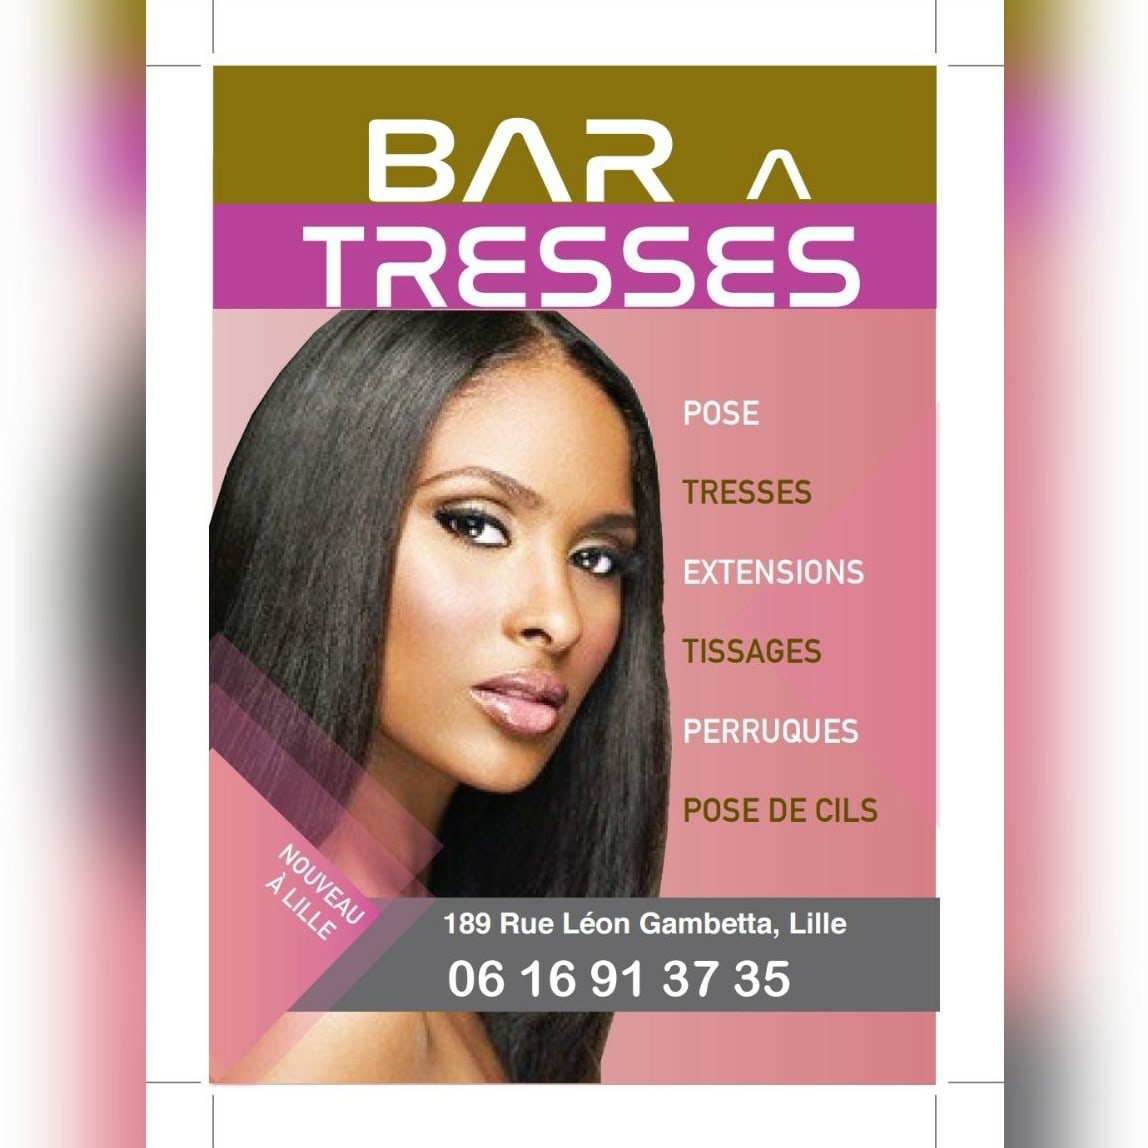 BAR A
TRESSES
POSE
TRESSES
EXTENSIONS
TISSAGES
PERRUQUES
POSE DE CILS
NOUVEAU
À LILLE
189 Rue Léon Gambetta, Lille
06 16 91 37 35